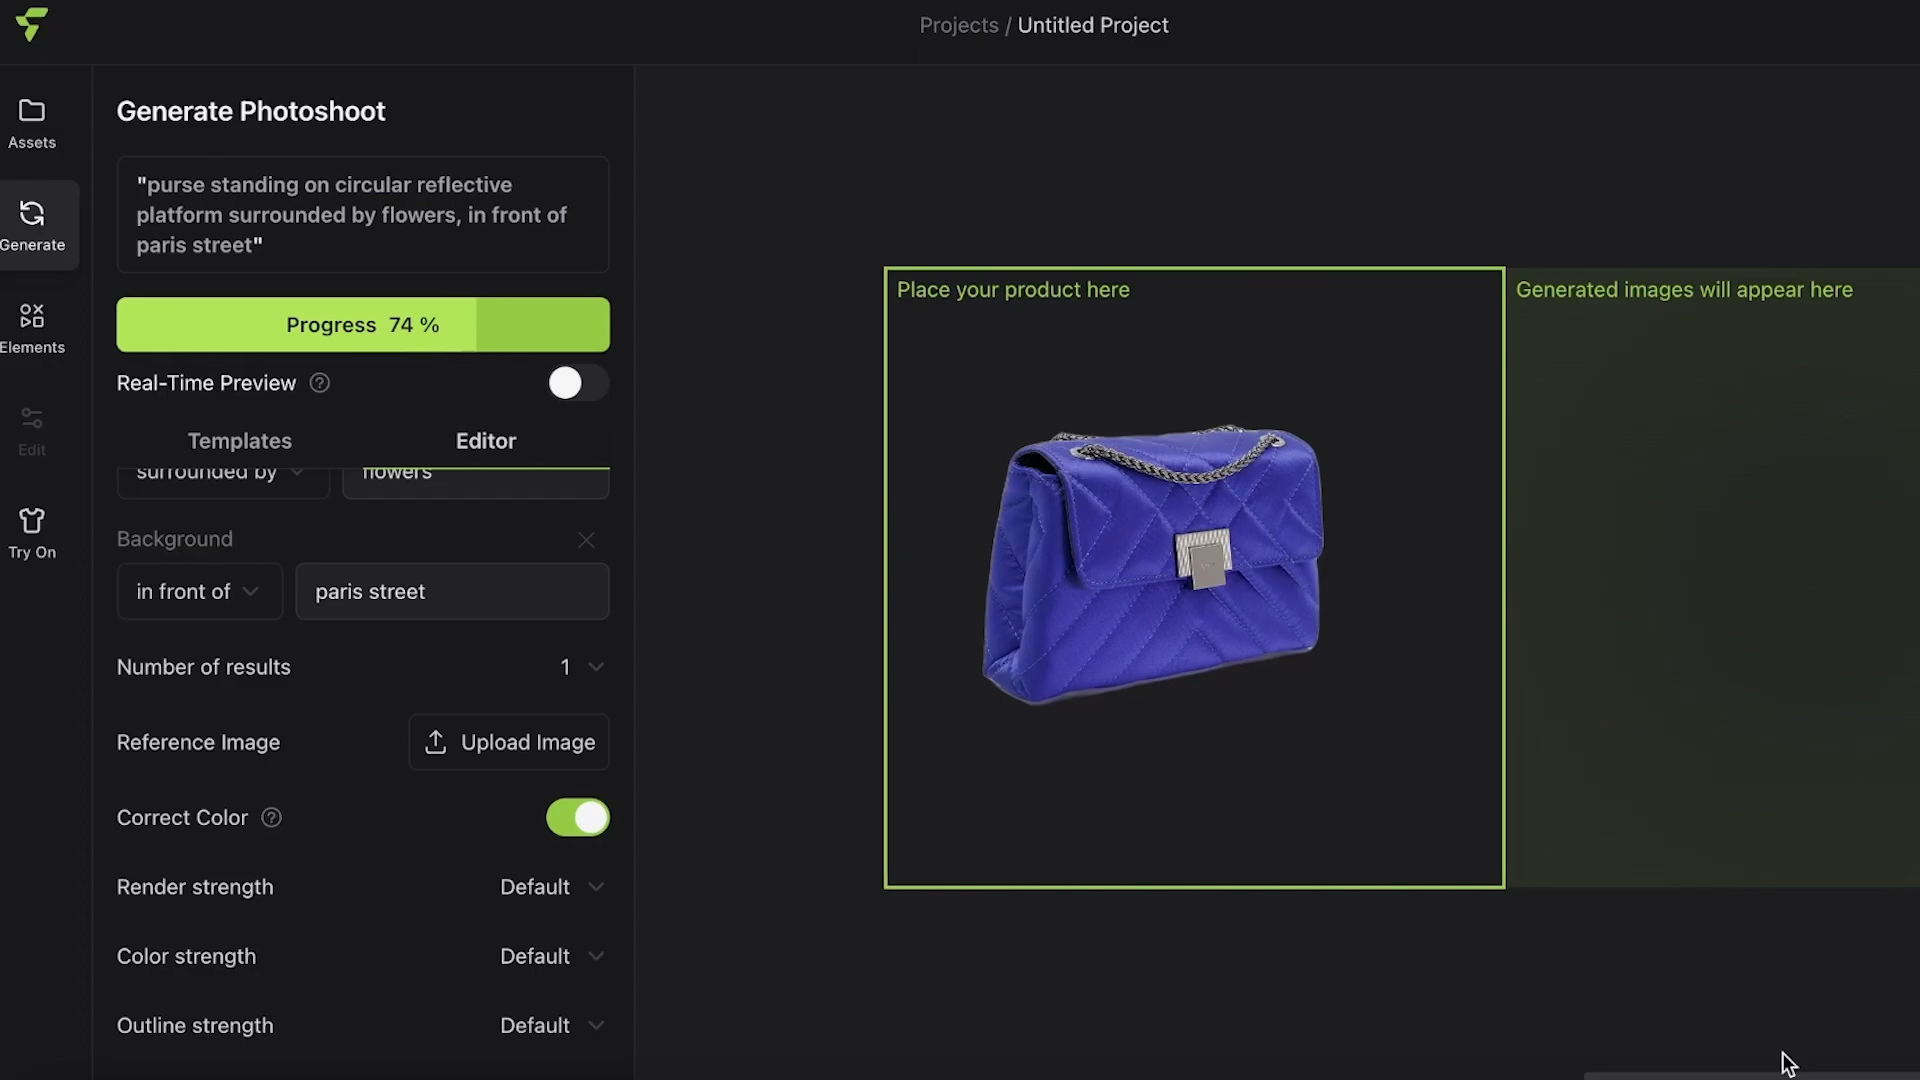 Projects / Untitled Project
Assets
Generate
Elements
Edit
Try On
Generate Photoshoot
"purse standing on circular reflective
platform surrounded by flowers, in front of
paris street"
Progress 74 %
Real-Time Preview ?
Templates Editor
surrounded by flowers
Background
in front of paris street
Number of results 1
Reference Image Upload Image
Correct Color ?
Render strength Default
Color strength Default
Outline strength Default
Place your product here
Generated images will appear here